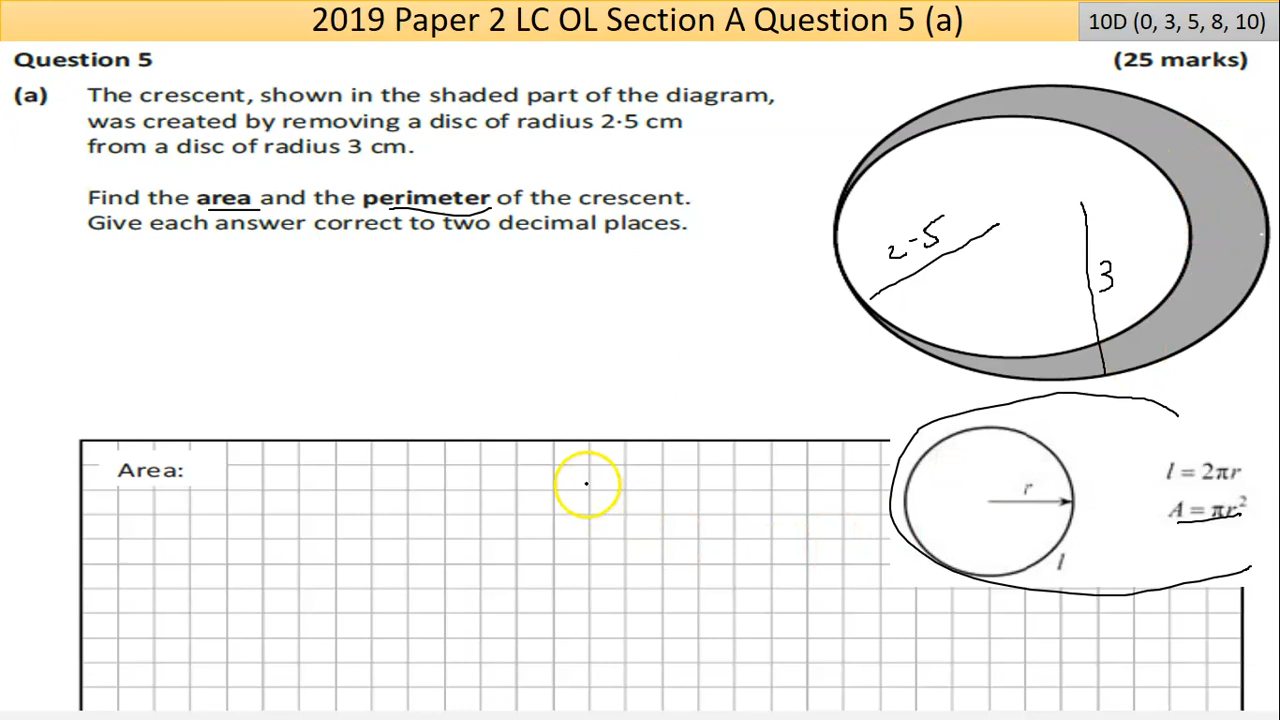 2019 Paper 2 LC OL Section A Question 5 (a)
10D (0, 3, 5, 8, 10)
Question 5
(25 marks)
(a) The crescent, shown in the shaded part of the diagram,
was created by removing a disc of radius 2·5 cm
from a disc of radius 3 cm.
Find the area and the perimeter of the crescent.
Give each answer correct to two decimal places.
2-5
3
Area:
r
l
l = 2πr
A = πr²